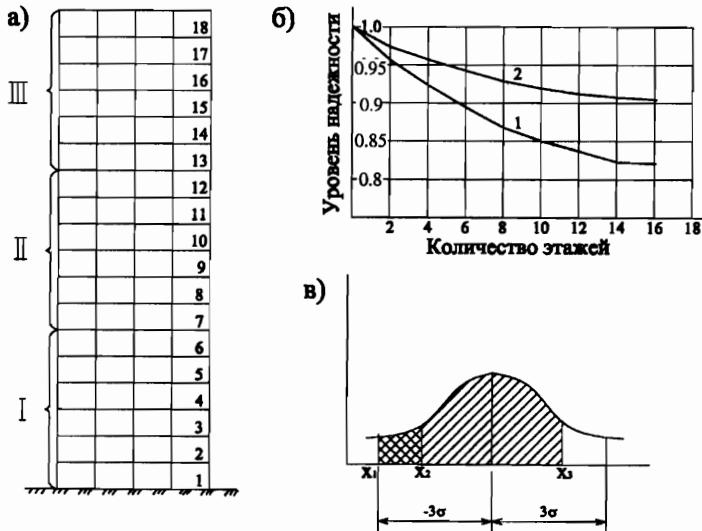 а)
III
II
I
18
17
16
15
14
13
12
11
10
9
8
7
6
5
4
3
2
1
б)
Уровень надежности
1.0
0.95
0.9
0.85
0.8
2
1
0 2 4 6 8 10 12 14 16 18
Количество этажей
в)
X₁ X₂ X₃
-3σ 3σ